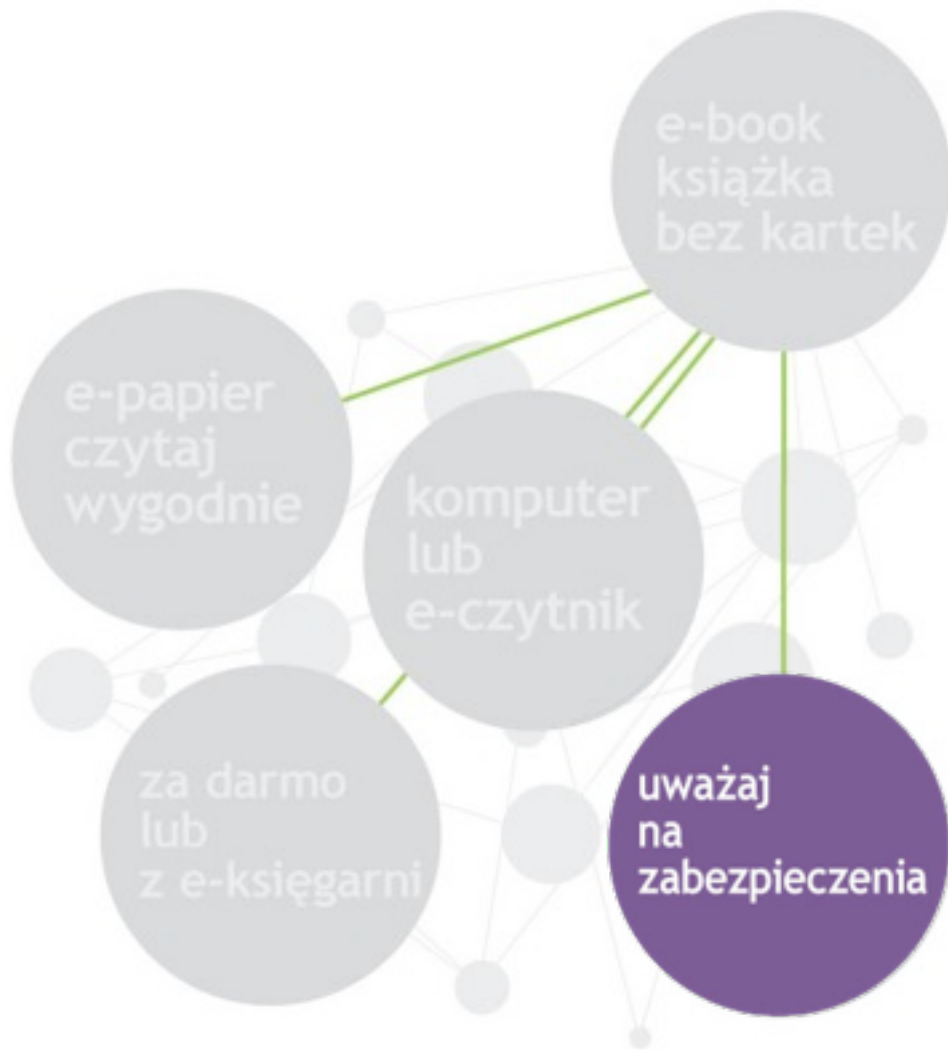 e-book
książka
bez kartek
e-papier
czytaj
wygodnie
komputer
lub
e-czytnik
za darmo
lub
z e-księgarni
uważaj
na
zabezpieczenia